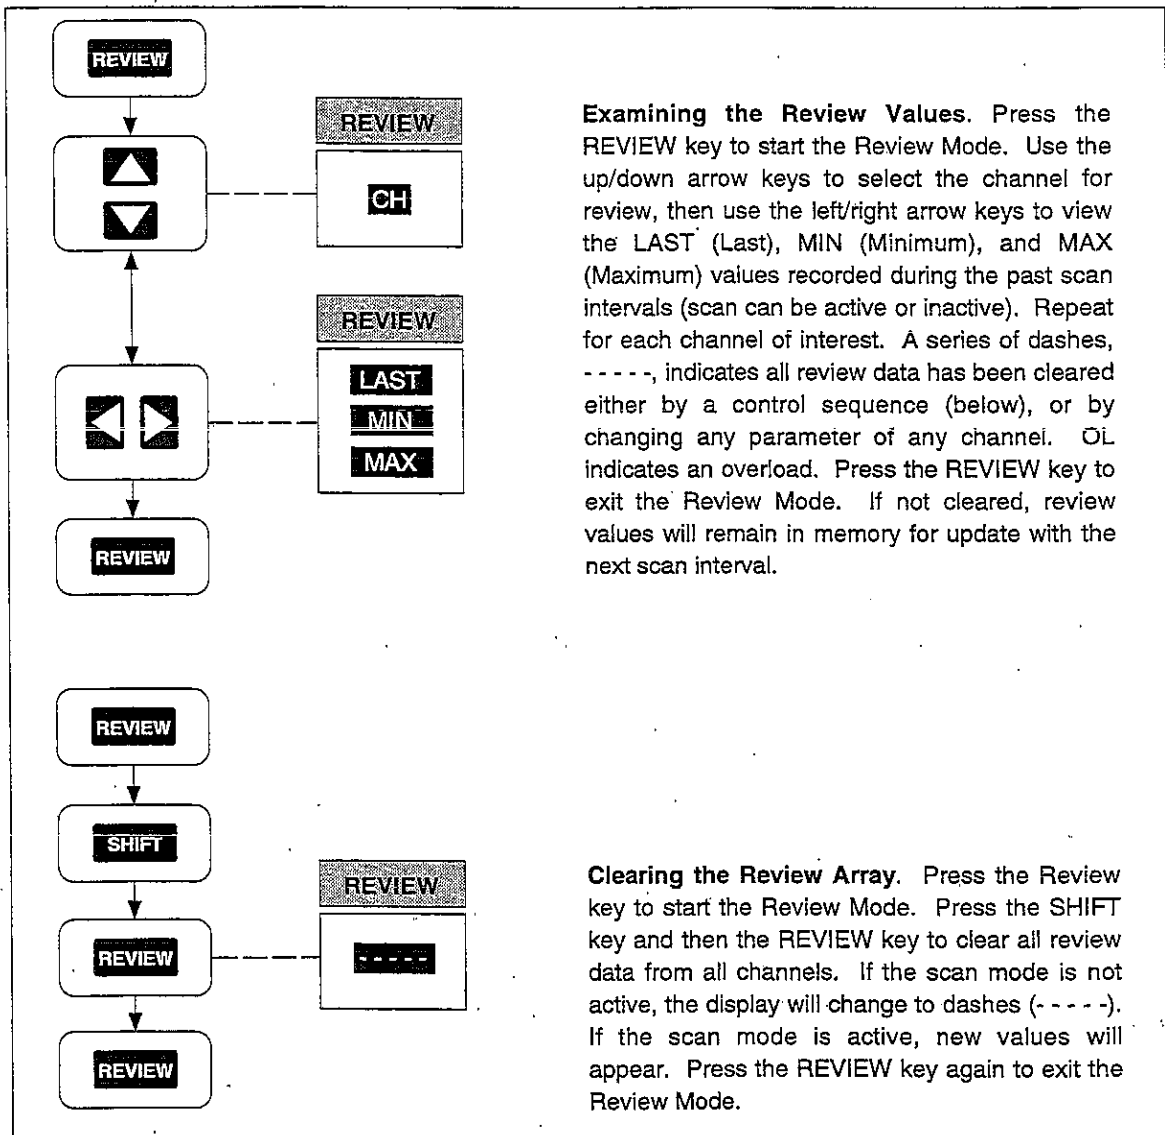 REVIEW
REVIEW
CH
REVIEW
LAST
MIN
MAX
REVIEW
Examining the Review Values. Press the
REVIEW key to start the Review Mode. Use the
up/down arrow keys to select the channel for
review, then use the left/right arrow keys to view
the LAST (Last), MIN (Minimum), and MAX
(Maximum) values recorded during the past scan
intervals (scan can be active or inactive). Repeat
for each channel of interest. A series of dashes,
- - - - -, indicates all review data has been cleared
either by a control sequence (below), or by
changing any parameter of any channel. OL
indicates an overload. Press the REVIEW key to
exit the Review Mode. If not cleared, review
values will remain in memory for update with the
next scan interval.
REVIEW
SHIFT
REVIEW
REVIEW
- - - - -
REVIEW
Clearing the Review Array. Press the Review
key to start the Review Mode. Press the SHIFT
key and then the REVIEW key to clear all review
data from all channels. If the scan mode is not
active, the display will change to dashes (- - - - -).
If the scan mode is active, new values will
appear. Press the REVIEW key again to exit the
Review Mode.